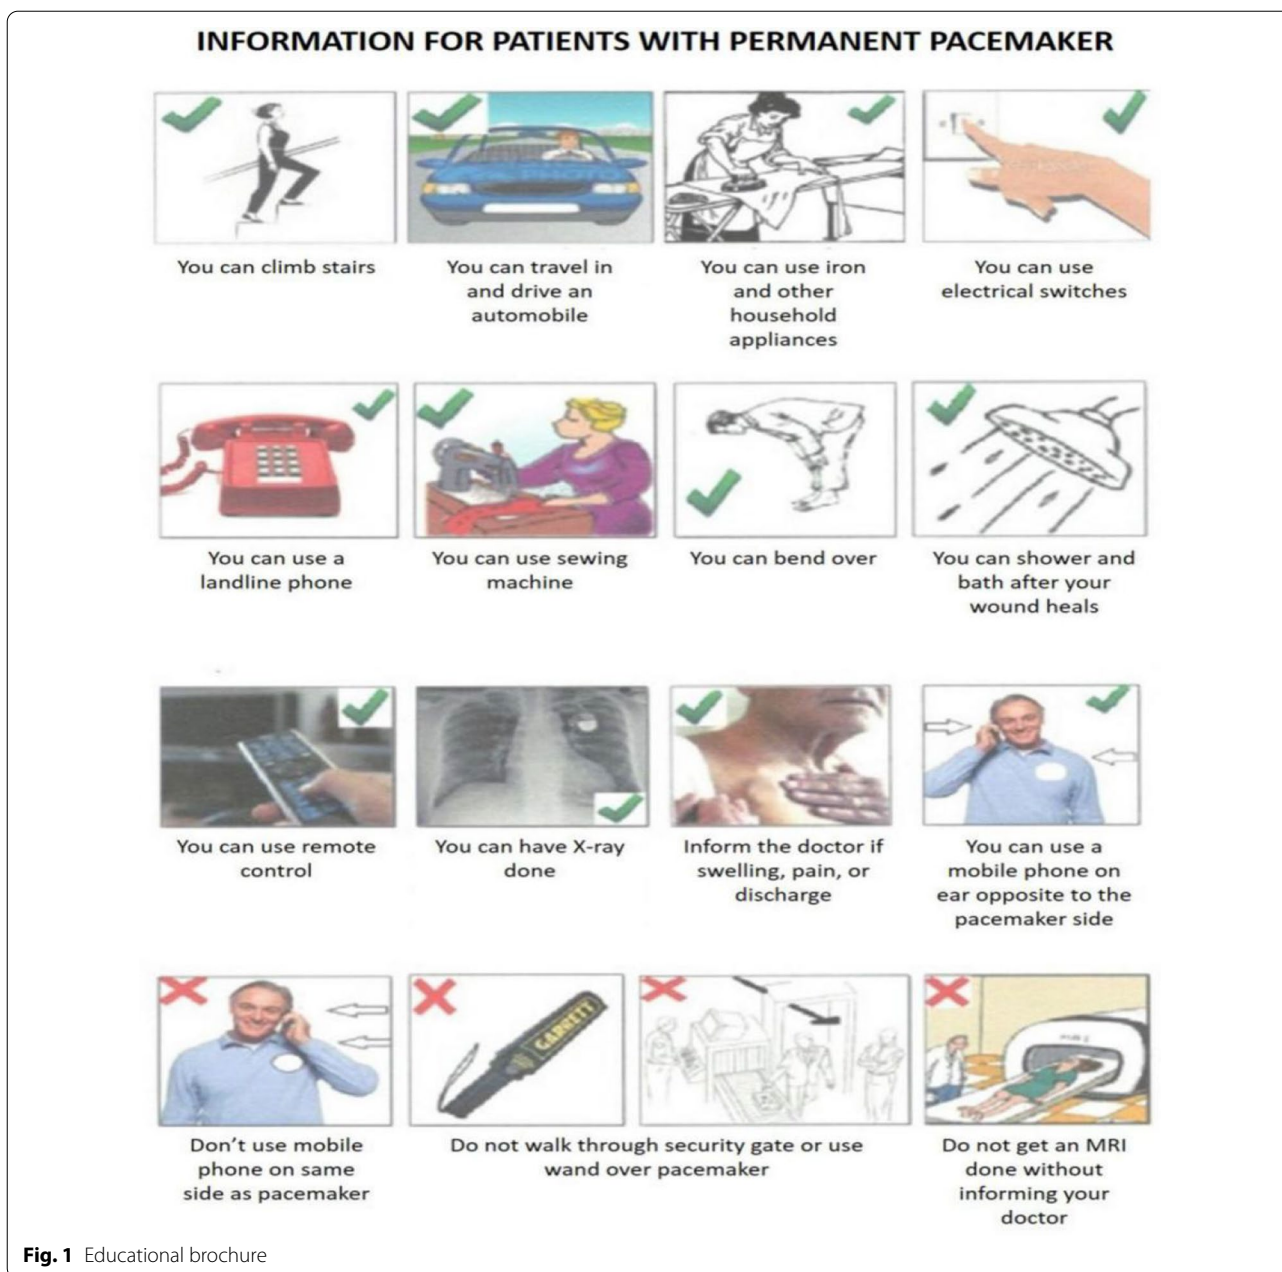 INFORMATION FOR PATIENTS WITH PERMANENT PACEMAKER
You can climb stairs
You can travel in
and drive an
automobile
You can use iron
and other
household
appliances
You can use
electrical switches
You can use a
landline phone
You can use sewing
machine
You can bend over
You can shower and
bath after your
wound heals
You can use remote
control
You can have X-ray
done
Inform the doctor if
swelling, pain, or
discharge
You can use a
mobile phone on
ear opposite to the
pacemaker side
GARRETT
Don't use mobile
phone on same
side as pacemaker
Do not walk through security gate or use
wand over pacemaker
Do not get an MRI
done without
informing your
doctor
Fig. 1 Educational brochure